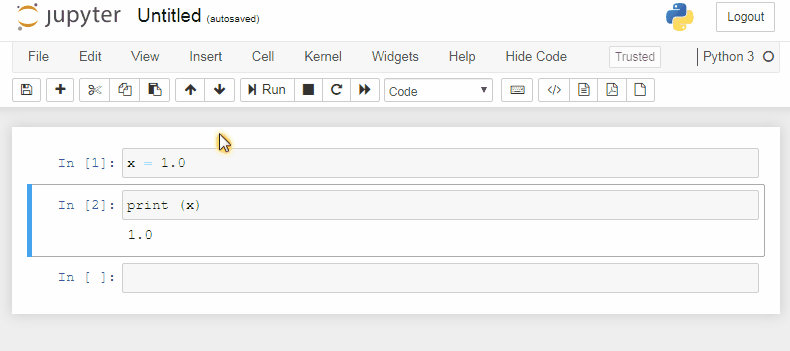 jupyter Untitled (autosaved) Logout
File Edit View Insert Cell Kernel Widgets Help Hide Code Trusted Python 3
Run Code </>
In [1]: x = 1.0
In [2]: print (x)
1.0
In [ ]: